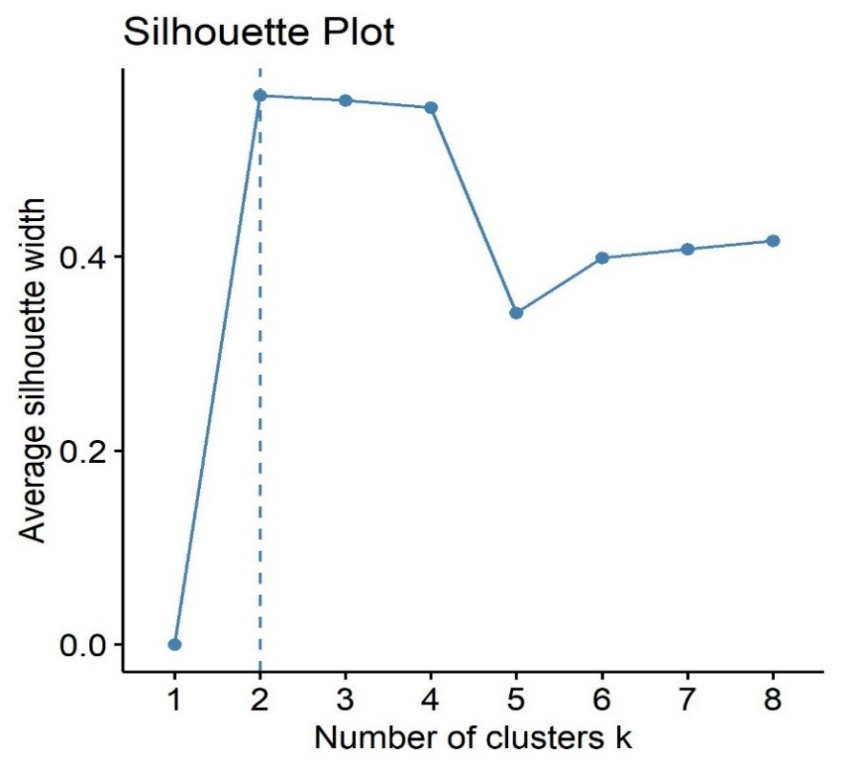 Silhouette Plot
Average silhouette width
0.4
0.2
0.0
1 2 3 4 5 6 7 8
Number of clusters k